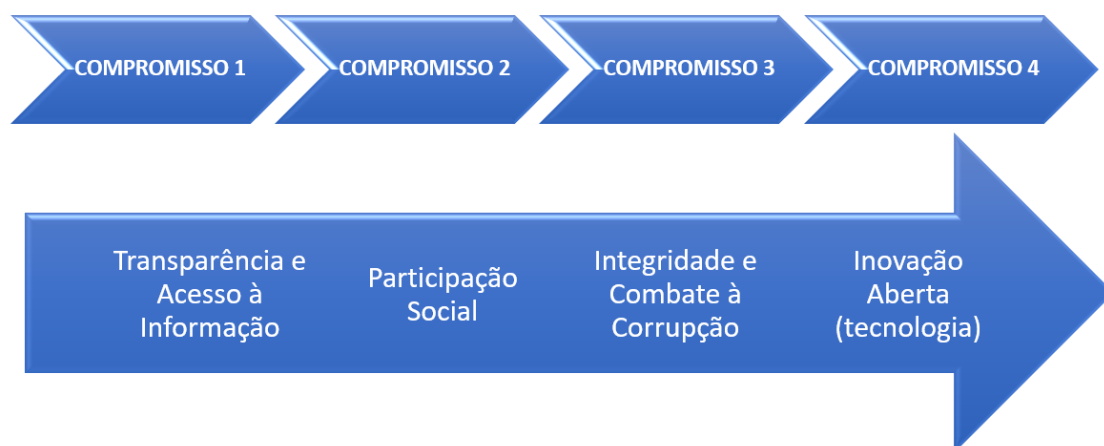 COMPROMISSO 1
COMPROMISSO 2
COMPROMISSO 3
COMPROMISSO 4
Transparência e
Acesso à
Informação
Participação
Social
Integridade e
Combate à
Corrupção
Inovação
Aberta
(tecnologia)